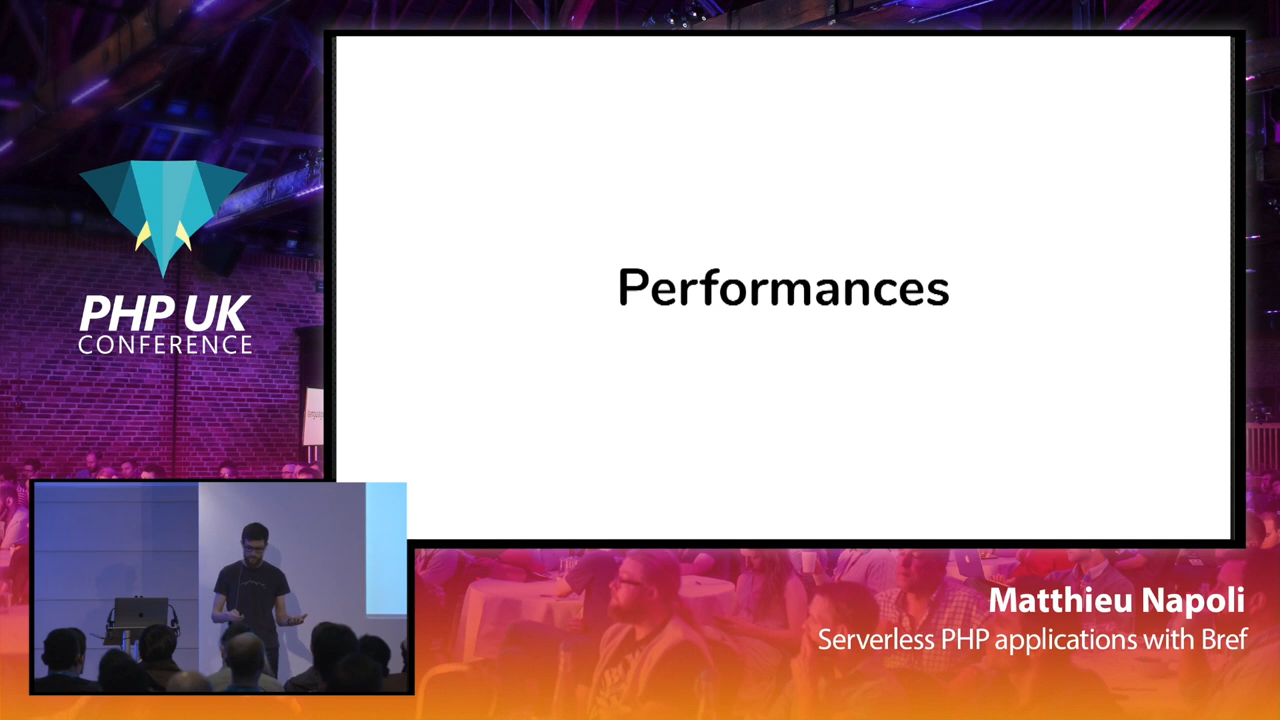 Performances
PHP UK
CONFERENCE
Matthieu Napoli
Serverless PHP applications with Bref